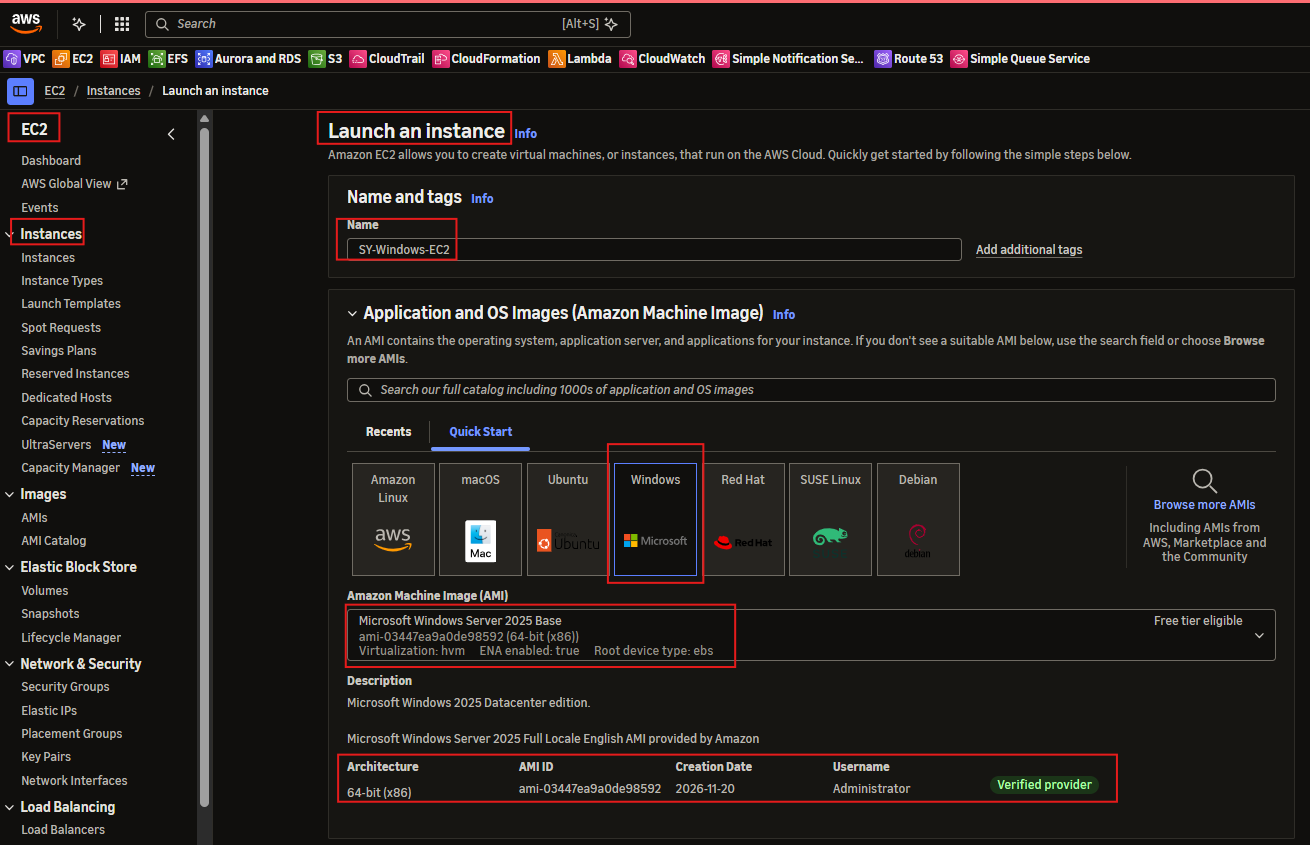 aws
Search
[Alt+S]
VPC EC2 IAM EFS Aurora and RDS S3 CloudTrail CloudFormation Lambda CloudWatch Simple Notification Se... Route 53 Simple Queue Service
EC2 / Instances / Launch an instance
EC2
Dashboard
AWS Global View
Events
Instances
Instances
Instance Types
Launch Templates
Spot Requests
Savings Plans
Reserved Instances
Dedicated Hosts
Capacity Reservations
UltraServers New
Capacity Manager New
Images
AMIs
AMI Catalog
Elastic Block Store
Volumes
Snapshots
Lifecycle Manager
Network & Security
Security Groups
Elastic IPs
Placement Groups
Key Pairs
Network Interfaces
Load Balancing
Load Balancers
Launch an instance Info
Amazon EC2 allows you to create virtual machines, or instances, that run on the AWS Cloud. Quickly get started by following the simple steps below.
Name and tags Info
Name
SY-Windows-EC2
Add additional tags
Application and OS Images (Amazon Machine Image) Info
An AMI contains the operating system, application server, and applications for your instance. If you don't see a suitable AMI below, use the search field or choose Browse
more AMIs.
Search our full catalog including 1000s of application and OS images
Recents
Quick Start
Amazon
Linux
aws
macOS
Mac
Ubuntu
Ubuntu
Windows
Microsoft
Red Hat
Red Hat
SUSE Linux
Debian
debian
Browse more AMIs
Including AMIs from
AWS, Marketplace and
the Community
Amazon Machine Image (AMI)
Microsoft Windows Server 2025 Base
Free tier eligible
ami-03447ea9a0de98592 (64-bit (x86))
Virtualization: hvm ENA enabled: true Root device type: ebs
Description
Microsoft Windows 2025 Datacenter edition.
Microsoft Windows Server 2025 Full Locale English AMI provided by Amazon
Architecture AMI ID Creation Date Username
64-bit (x86) ami-03447ea9a0de98592 2026-11-20 Administrator Verified provider